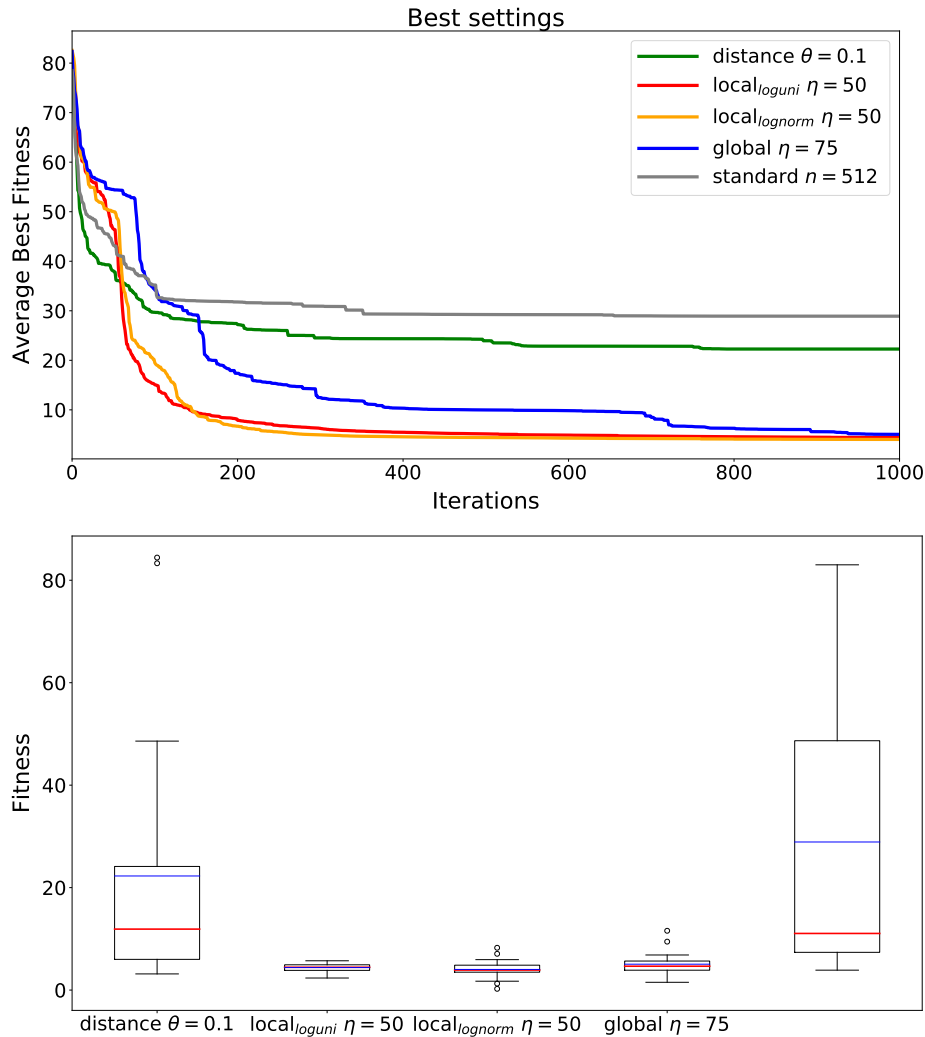 Best settings
Average Best Fitness
80
70
60
50
40
30
20
10
distance θ = 0.1
local_loguni η = 50
local_lognorm η = 50
global η = 75
standard n = 512
0 200 400 600 800 1000
Iterations
Fitness
80
60
40
20
0
distance θ = 0.1 local_loguni η = 50 local_lognorm η = 50 global η = 75